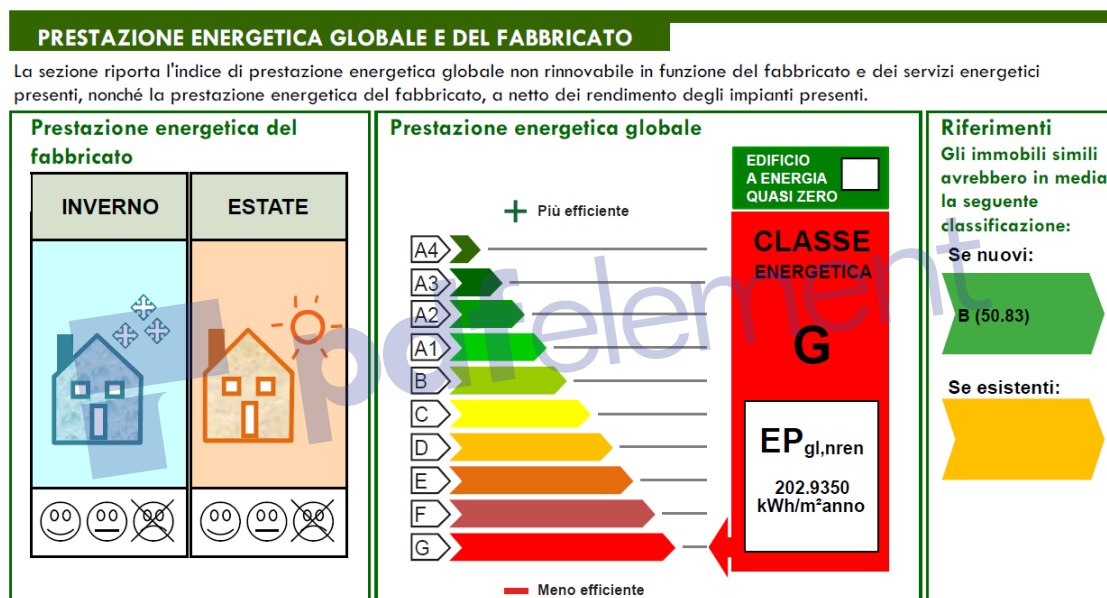 PRESTAZIONE ENERGETICA GLOBALE E DEL FABBRICATO
La sezione riporta l'indice di prestazione energetica globale non rinnovabile in funzione del fabbricato e dei servizi energetici
presenti, nonché la prestazione energetica del fabbricato, a netto dei rendimento degli impianti presenti.
Prestazione energetica del
fabbricato
INVERNO
ESTATE
Prestazione energetica globale
Più efficiente
A4
A3
A2
A1
B
C
D
E
F
G
Meno efficiente
EDIFICIO
A ENERGIA
QUASI ZERO
CLASSE
ENERGETICA
G
EPgl,nren
202.9350
kWh/m²anno
Riferimenti
Gli immobili simili
avrebbero in media
la seguente
classificazione:
Se nuovi:
B (50.83)
Se esistenti:
pdfelement